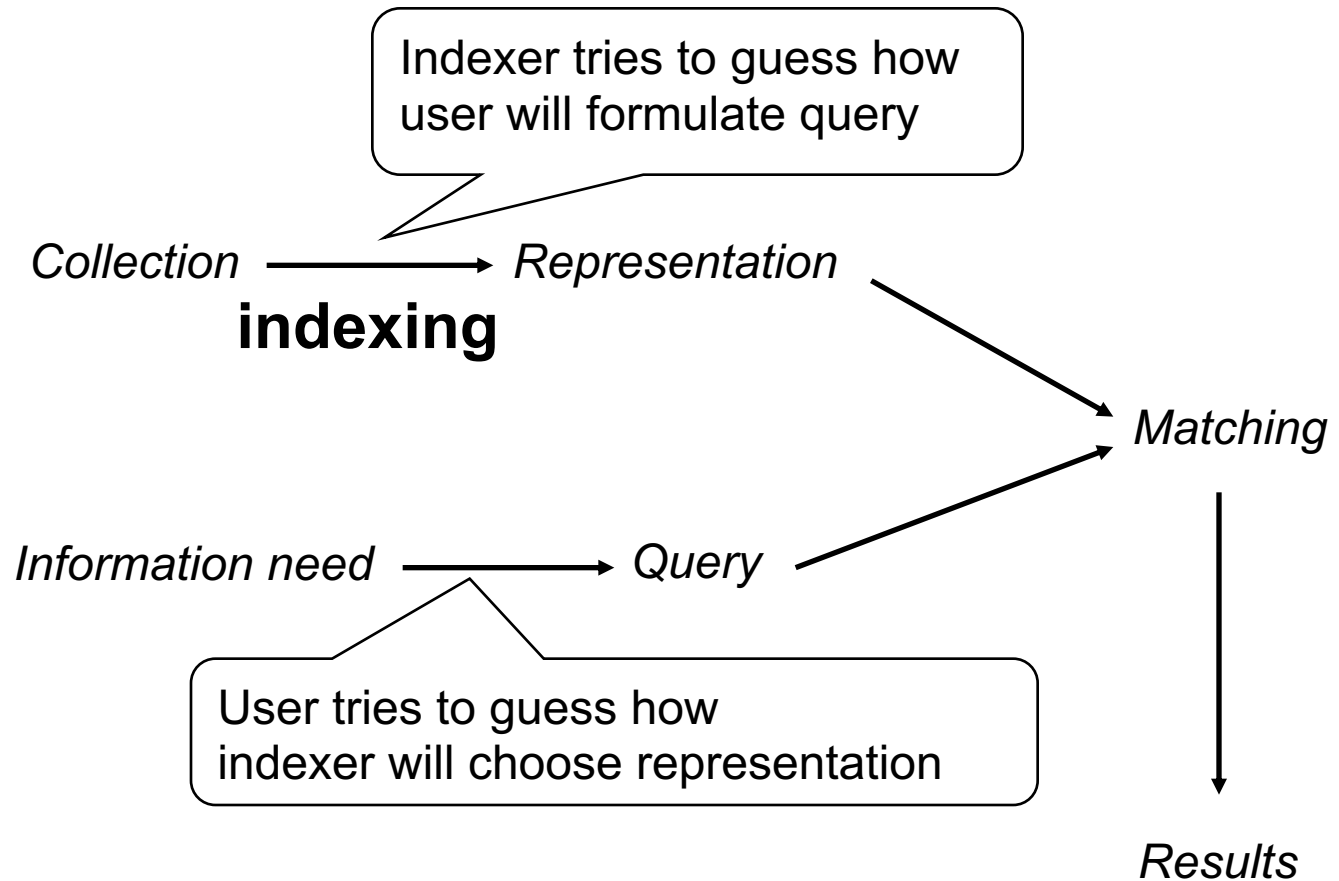 Indexer tries to guess how
user will formulate query
Collection
Representation
indexing
Matching
Information need
Query
User tries to guess how
indexer will choose representation
Results